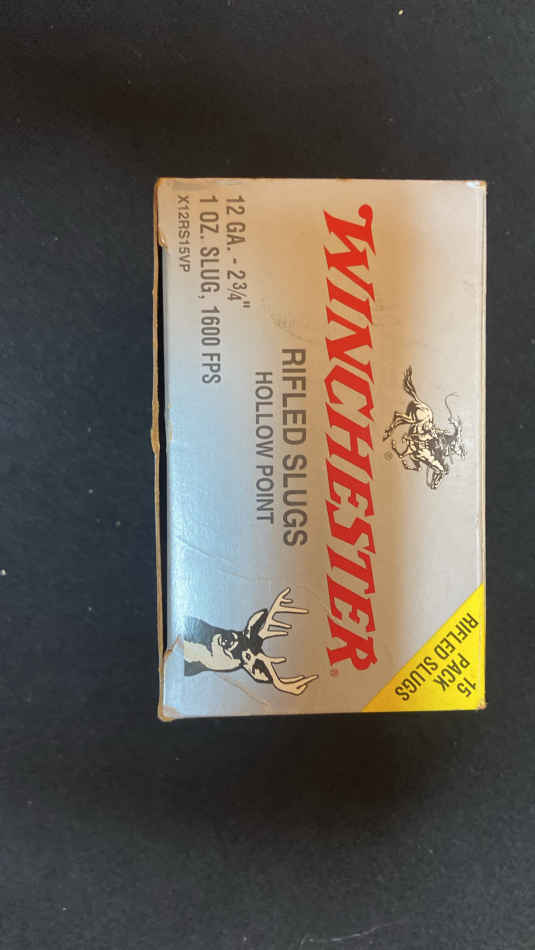 WINCHESTER®
RIFLED SLUGS
HOLLOW POINT
12 GA. - 2¾"
1 OZ. SLUG, 1600 FPS
X12RS15VP
15 PACK
RIFLED SLUGS